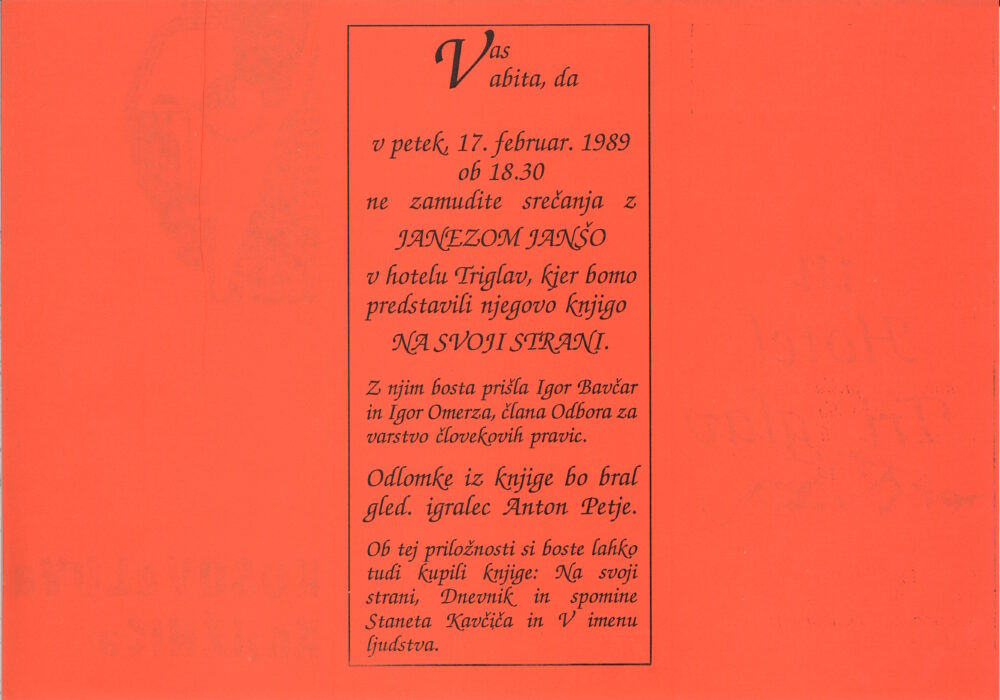 Vas
vabita, da
v petek, 17. februar. 1989
ob 18.30
ne zamudite srečanja z
JANEZOM JANŠO
v hotelu Triglav, kjer bomo
predstavili njegovo knjigo
NA SVOJI STRANI.
Z njim bosta prišla Igor Bavčar
in Igor Omerza, člana Odbora za
varstvo človekovih pravic.
Odlomke iz knjige bo bral
gled. igralec Anton Petje.
Ob tej priložnosti si boste lahko
tudi kupili knjige: Na svoji
strani, Dnevnik in spomine
Staneta Kavčiča in V imenu
ljudstva.
in
Hotel
Triglav